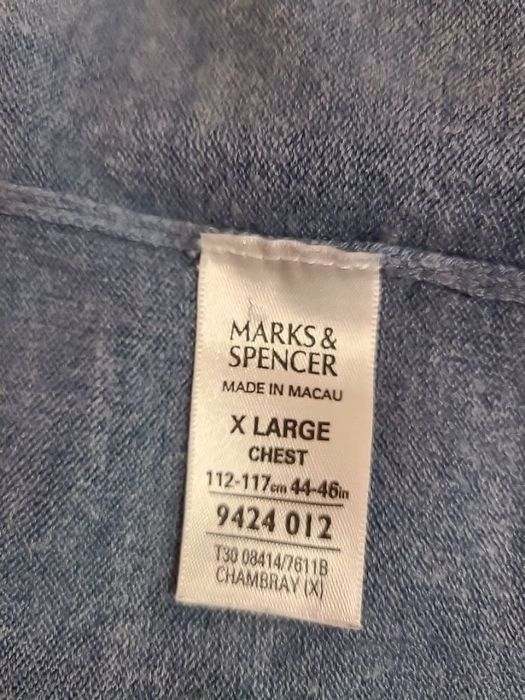 MARKS &
SPENCER
MADE IN MACAU
X LARGE
CHEST
112-117cm 44-46in
9424 012
T30 08414/7611B
CHAMBRAY (X)